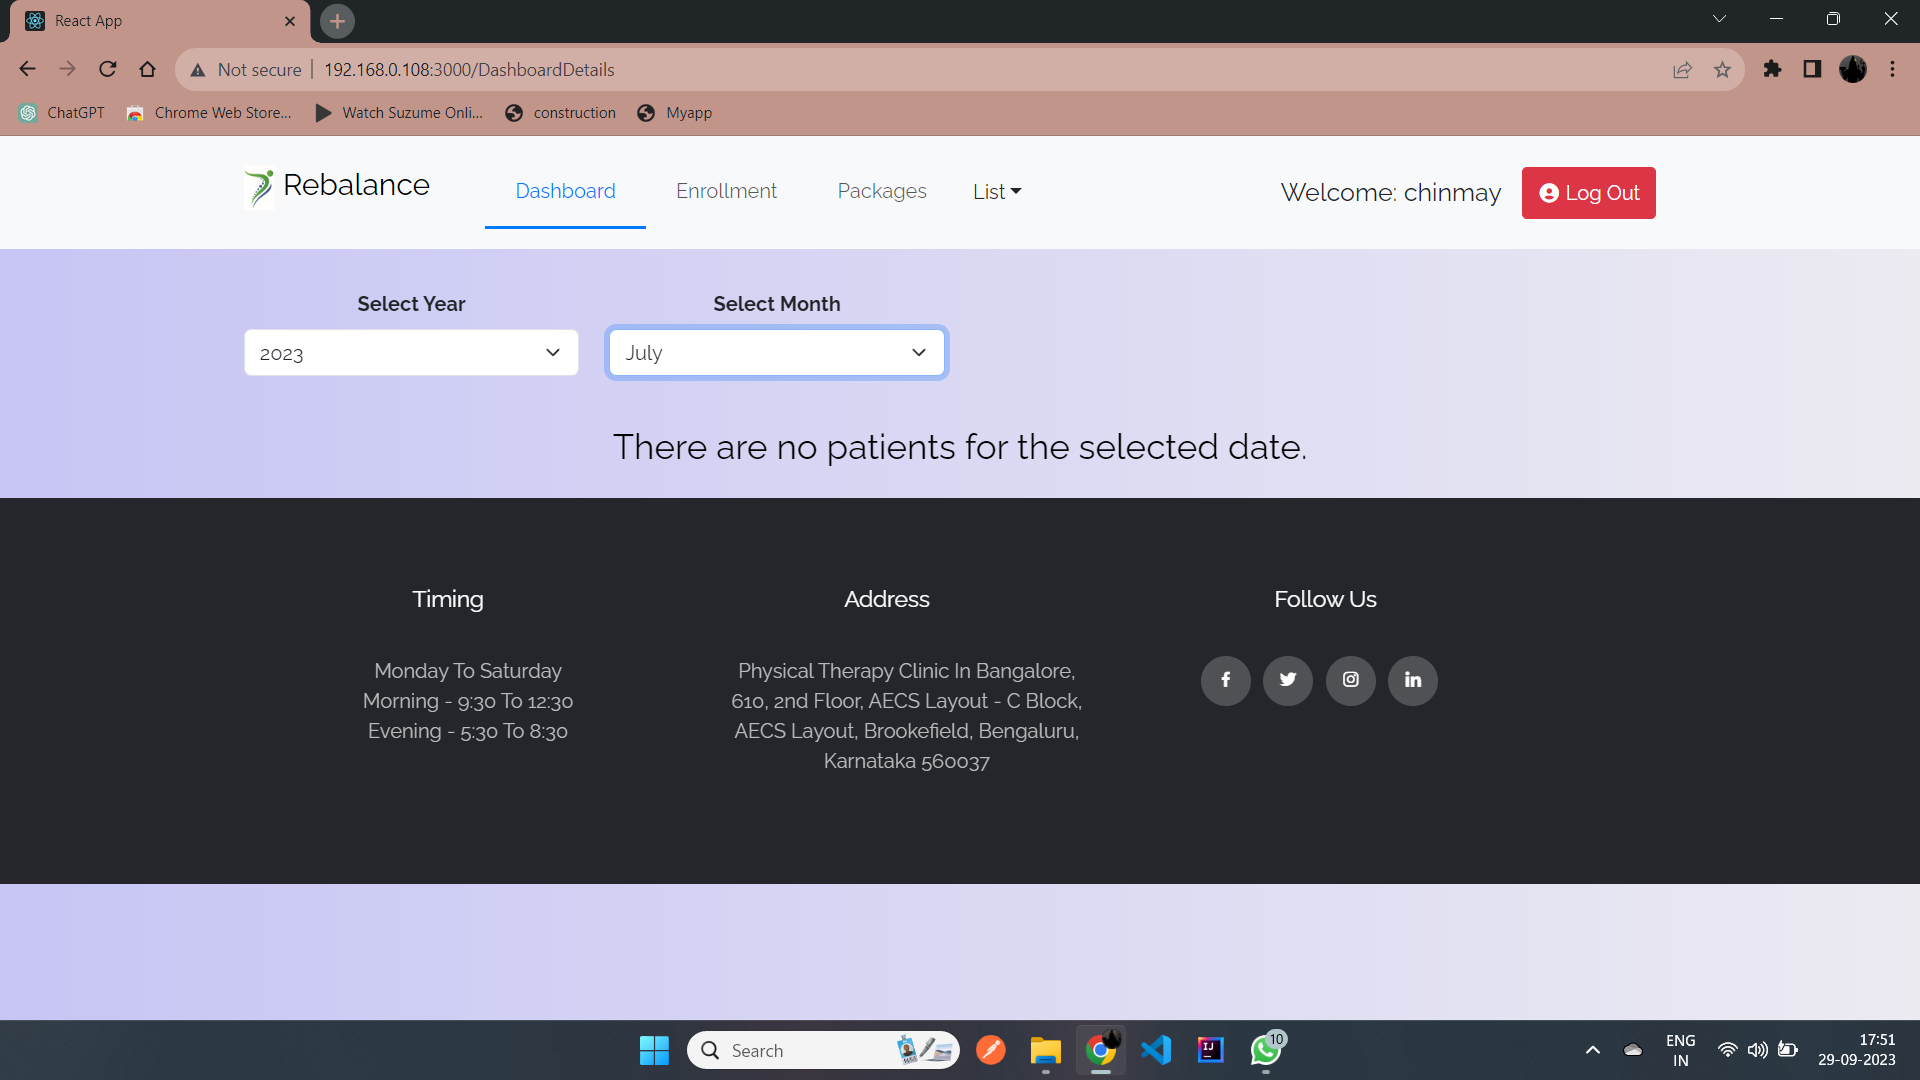 React App
Not secure
192.168.0.108:3000/DashboardDetails
ChatGPT
Chrome Web Store...
Watch Suzume Onli...
construction
Myapp
Rebalance
Dashboard
Enrollment
Packages
List
Welcome: chinmay
Log Out
Select Year
Select Month
2023
July
There are no patients for the selected date.
Timing
Monday To Saturday
Morning - 9:30 To 12:30
Evening - 5:30 To 8:30
Address
Physical Therapy Clinic In Bangalore,
610, 2nd Floor, AECS Layout - C Block,
AECS Layout, Brookefield, Bengaluru,
Karnataka 560037
Follow Us
Search
IJ
10
ENG
IN
17:51
29-09-2023